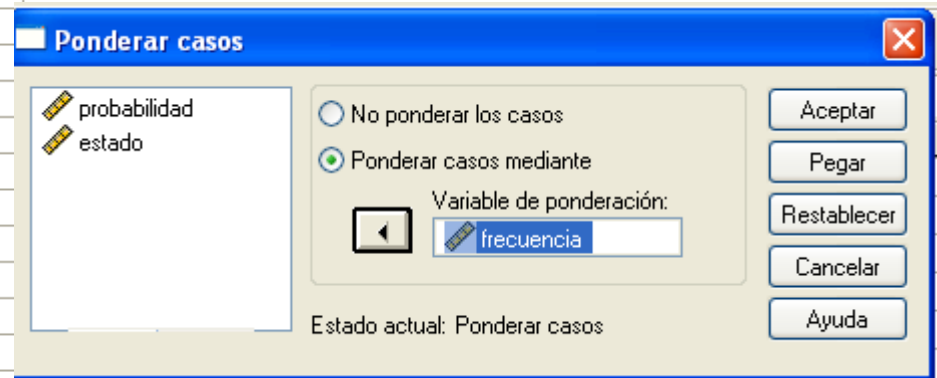 Ponderar casos
probabilidad
estado
No ponderar los casos
Ponderar casos mediante
Variable de ponderación:
frecuencia
Estado actual: Ponderar casos
Aceptar
Pegar
Restablecer
Cancelar
Ayuda